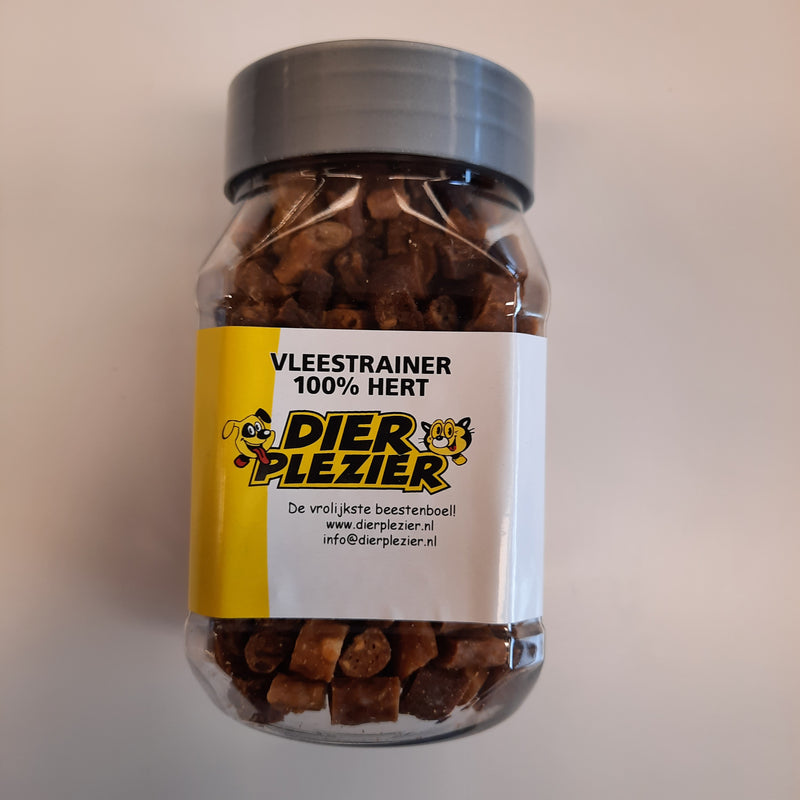 VLEESTRAINER
100% HERT
DIER
PLEZIER
De vrolijkste beestenboel!
www.dierplezier.nl
info@dierplezier.nl